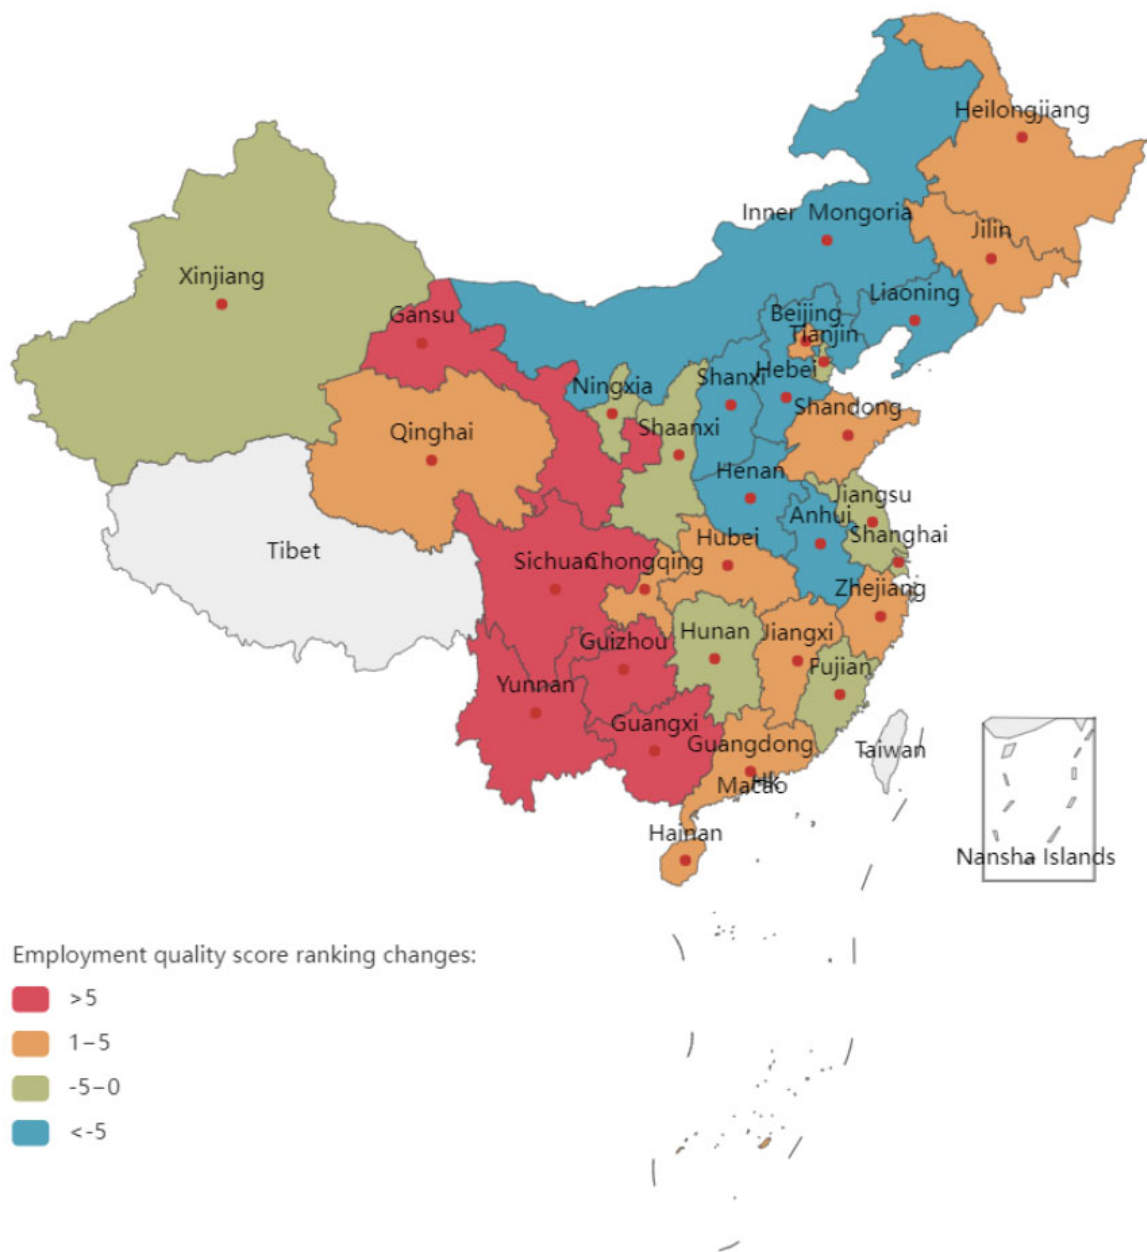 Heilongjiang
Inner Mongoria
Jilin
Xinjiang
Liaoning
Gansu
Beijing
Tianjin
Hebei
Shanxi
Ningxia
Shandong
Shaanxi
Qinghai
Henan
Jiangsu
Anhui
Shanghai
Hubei
Tibet
Sichuan
Chongqing
Zhejiang
Hunan
Jiangxi
Guizhou
Fujian
Yunnan
Guangxi
Guangdong
Taiwan
HK
Macao
Hainan
Nansha Islands
Employment quality score ranking changes:
>5
1–5
-5–0
<-5